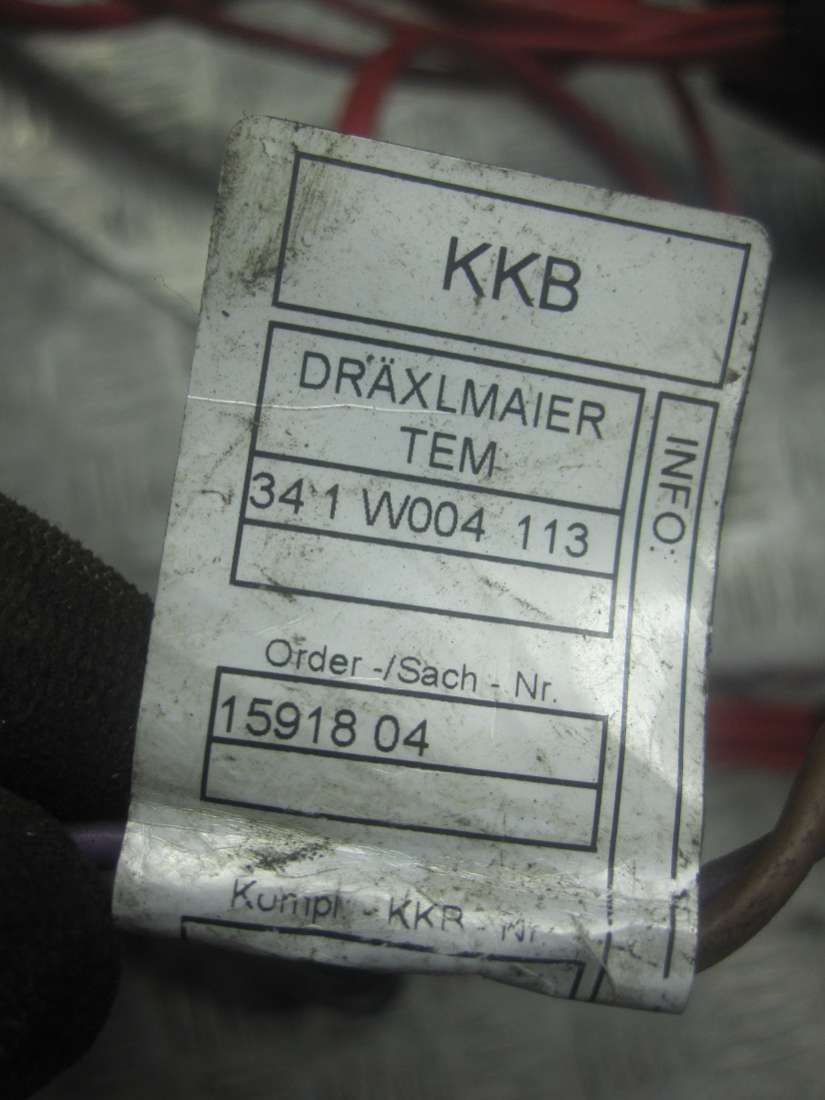 KKB
DRÄXLMAIER
TEM
34 1 W004 113
INFO:
Order -/Sach - Nr.
15918 04
Kompl - KKB - Nr.